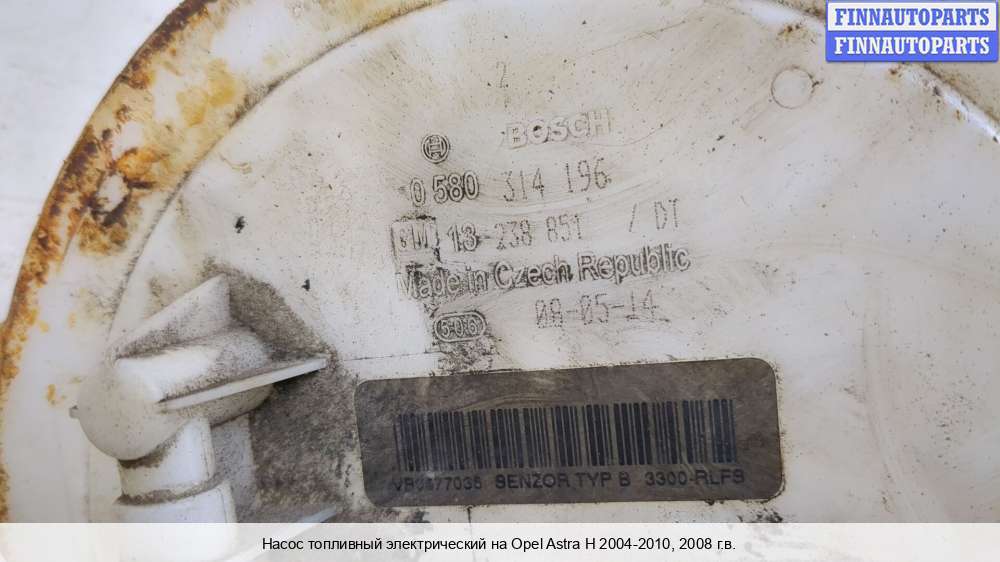 FINNAUTOPARTS
FINNAUTOPARTS
2
BOSCH
0 580 314 196
GM 13 238 851 / DT
Made in Czech Republic
08-05-14
506
SENZOR TYP B 3300-RLFS
Насос топливный электрический на Opel Astra H 2004-2010, 2008 г.в.